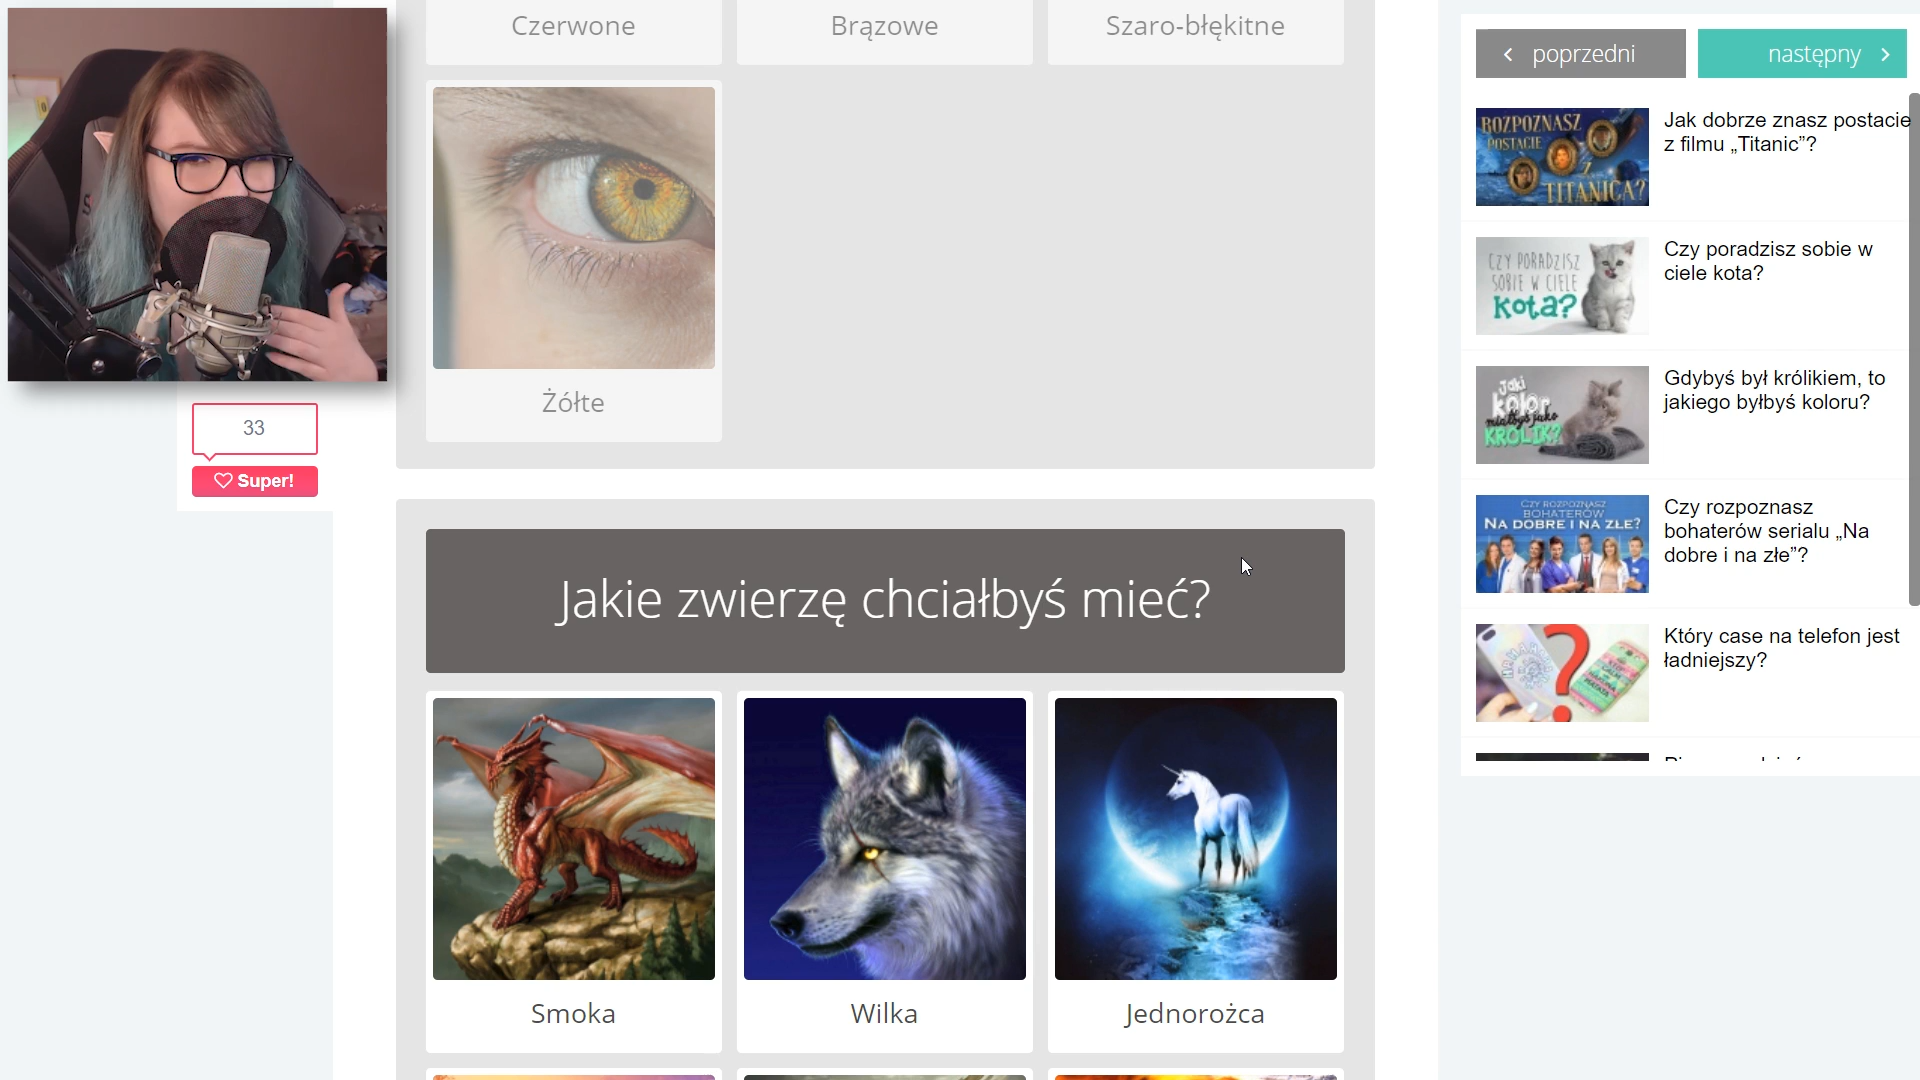 Czerwone
Brązowe
Szaro-błękitne
Żółte
33
Super!
Jakie zwierzę chciałbyś mieć?
Smoka
Wilka
Jednorożca
poprzedni
następny
ROZPOZNASZ
POSTACIE
Z
TITANICA?
Jak dobrze znasz postacie
z filmu „Titanic”?
CZY PORADZISZ
SOBIE W CIELE
Kota?
Czy poradzisz sobie w
ciele kota?
Jaki
kolor
miałbyś jako
KRÓLIK?
Gdybyś był królikiem, to
jakiego byłbyś koloru?
CZY ROZPOZNASZ
BOHATERÓW
NA DOBRE I NA ZŁE?
Czy rozpoznasz
bohaterów serialu „Na
dobre i na złe”?
?
Który case na telefon jest
ładniejszy?